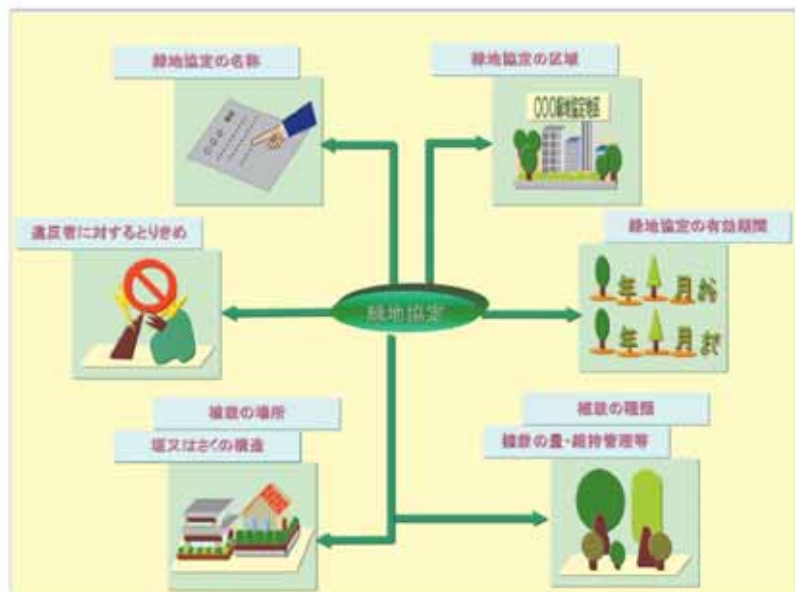 緑地協定の名称
緑地協定の区域
〇〇〇緑地協定地区
違反者に対するとりきめ
緑地協定の有効期間
年 月から
年 月まで
緑地協定
植栽の場所
垣又はさくの構造
植栽の種類
植栽の量・維持管理等